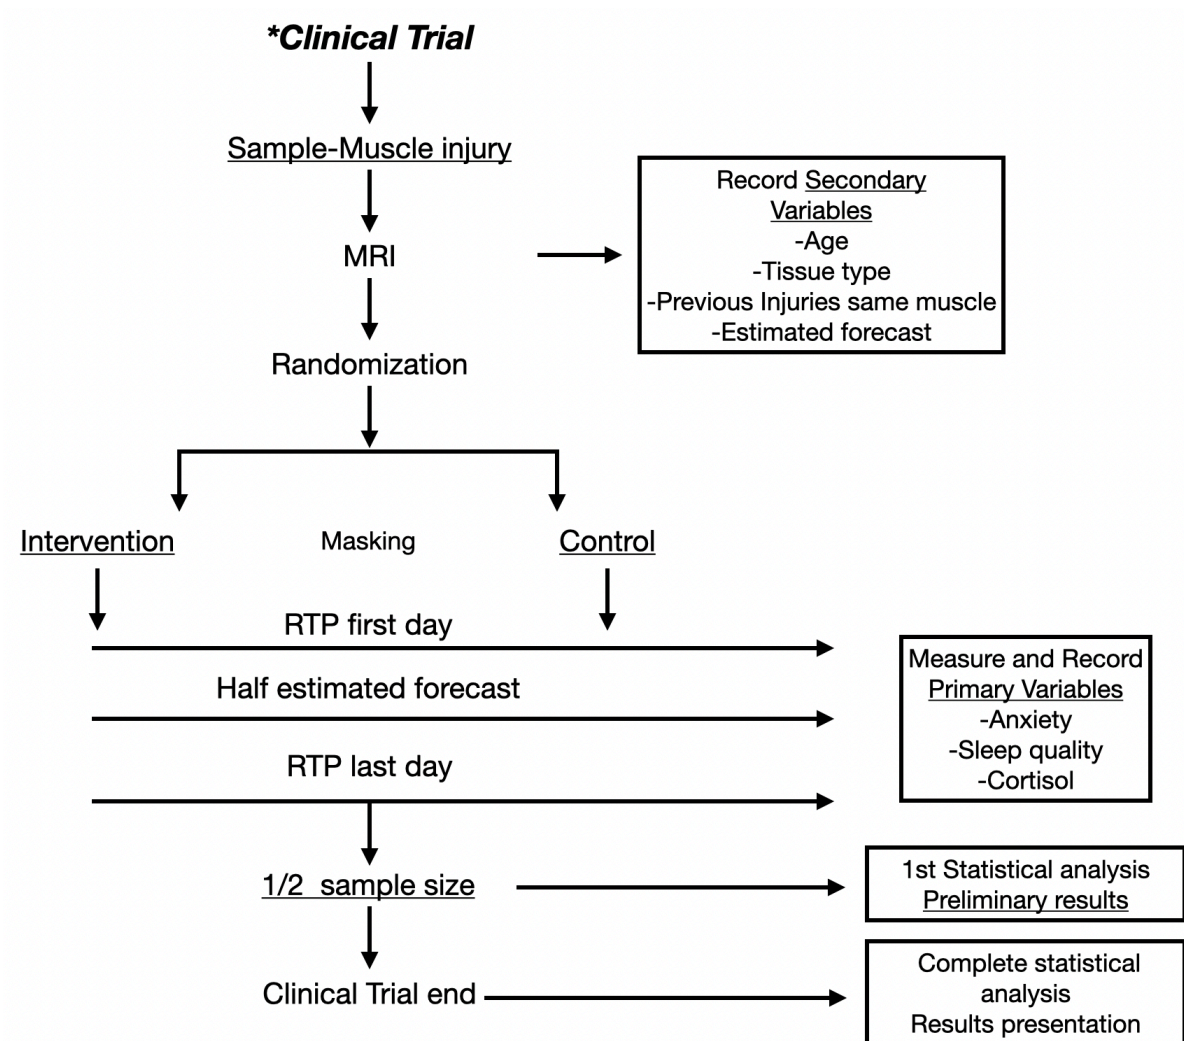 *Clinical Trial
Sample-Muscle injury
MRI
Record Secondary
Variables
-Age
-Tissue type
-Previous Injuries same muscle
-Estimated forecast
Randomization
Intervention
Masking
Control
RTP first day
Half estimated forecast
RTP last day
Measure and Record
Primary Variables
-Anxiety
-Sleep quality
-Cortisol
1/2 sample size
1st Statistical analysis
Preliminary results
Clinical Trial end
Complete statistical
analysis
Results presentation